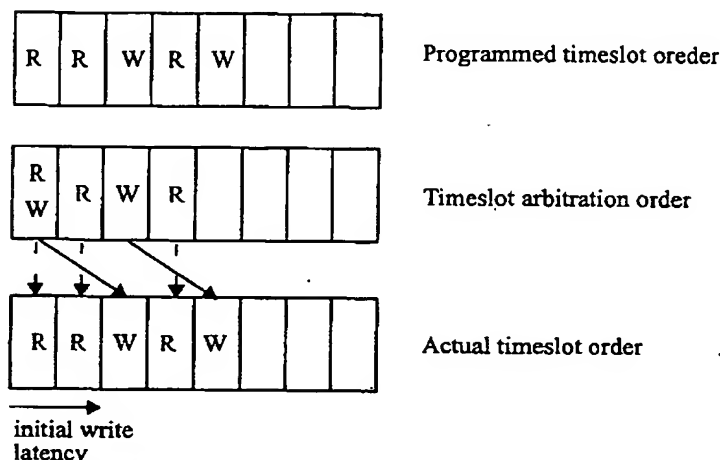 R R W R W
Programmed timeslot oreder
R
W R W R
Timeslot arbitration order
R R W R W
Actual timeslot order
initial write
latency